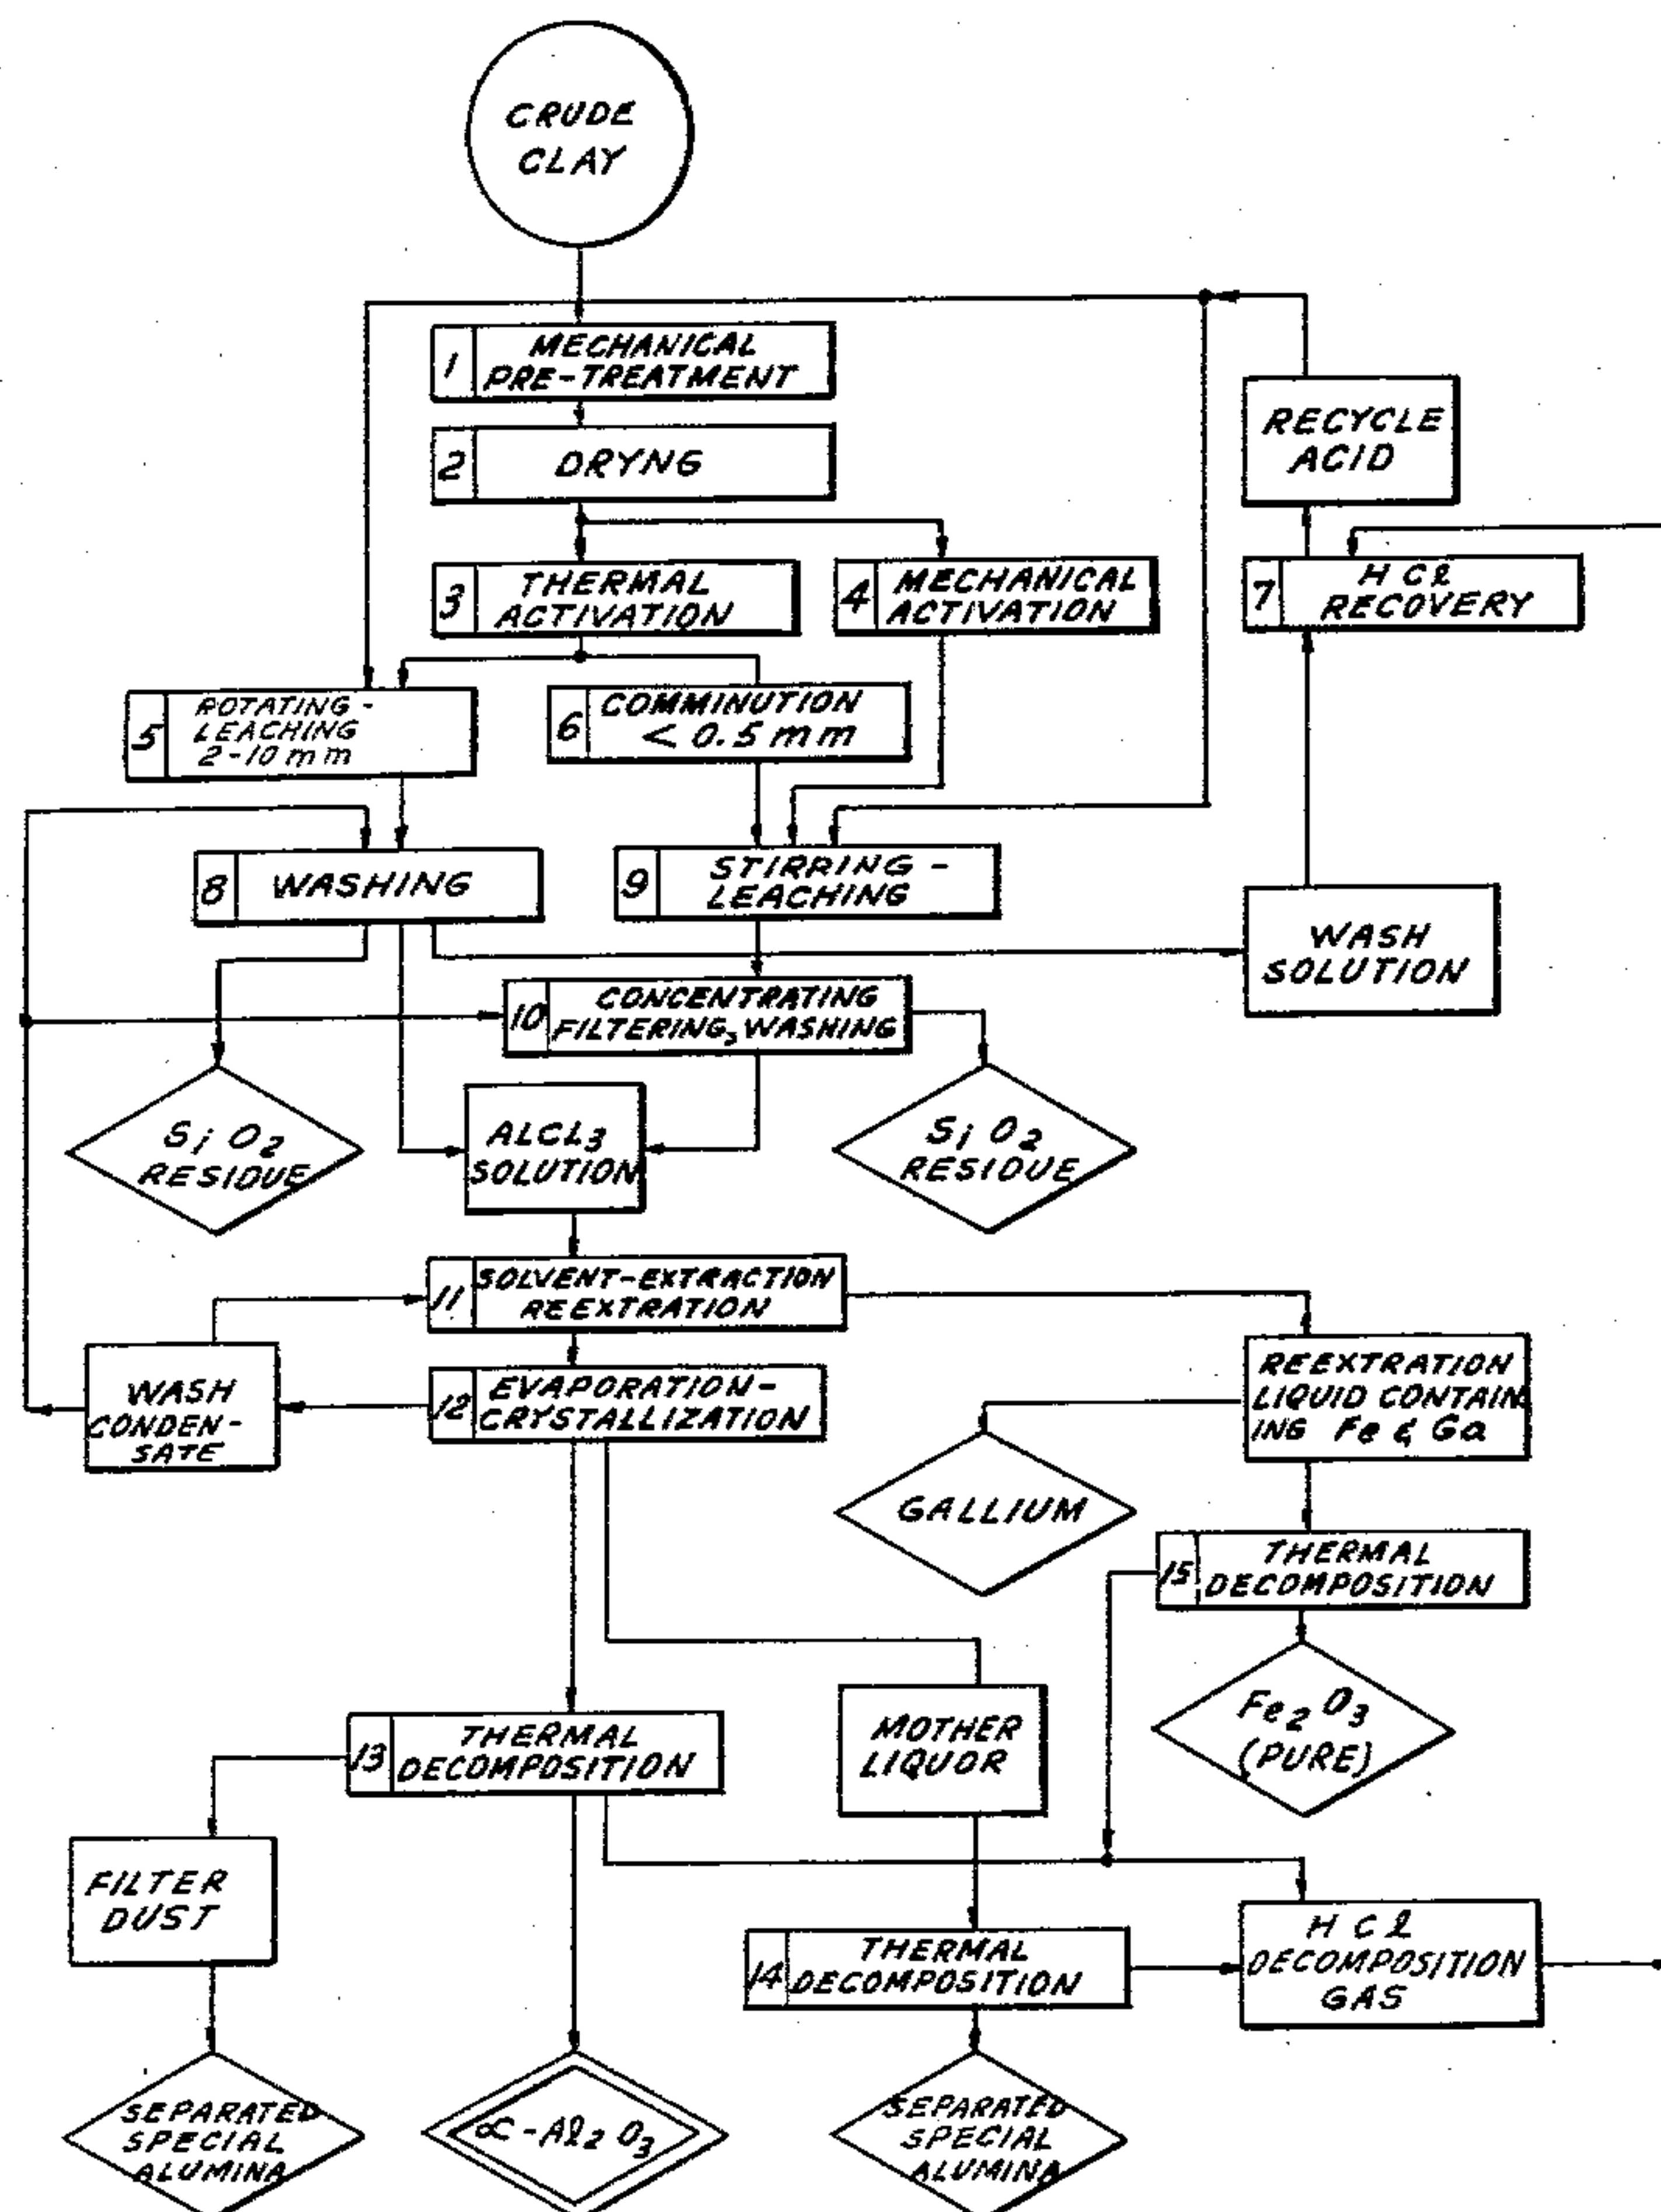 CRUDE
CLAY
1 MECHANICAL
PRE-TREATMENT
2 DRYNG
RECYCLE
ACID
3 THERMAL
ACTIVATION
4 MECHANICAL
ACTIVATION
7 HCl
RECOVERY
5 ROTATING-
LEACHING
2-10 mm
6 COMMINUTION
< 0.5 mm
8 WASHING
9 STIRRING-
LEACHING
WASH
SOLUTION
10 CONCENTRATING
FILTERING, WASHING
SiO2
RESIDUE
ALCL3
SOLUTION
SiO2
RESIDUE
11 SOLVENT-EXTRACTION
REEXTRATION
WASH
CONDEN-
SATE
12 EVAPORATION-
CRYSTALLIZATION
REEXTRATION
LIQUID CONTAIN
ING Fe & Ga
GALLIUM
15 THERMAL
DECOMPOSITION
Fe2O3
(PURE)
13 THERMAL
DECOMPOSITION
MOTHER
LIQUOR
FILTER
DUST
14 THERMAL
DECOMPOSITION
HCl
DECOMPOSITION
GAS
SEPARATED
SPECIAL
ALUMINA
∝-Al2O3
SEPARATED
SPECIAL
ALUMINA